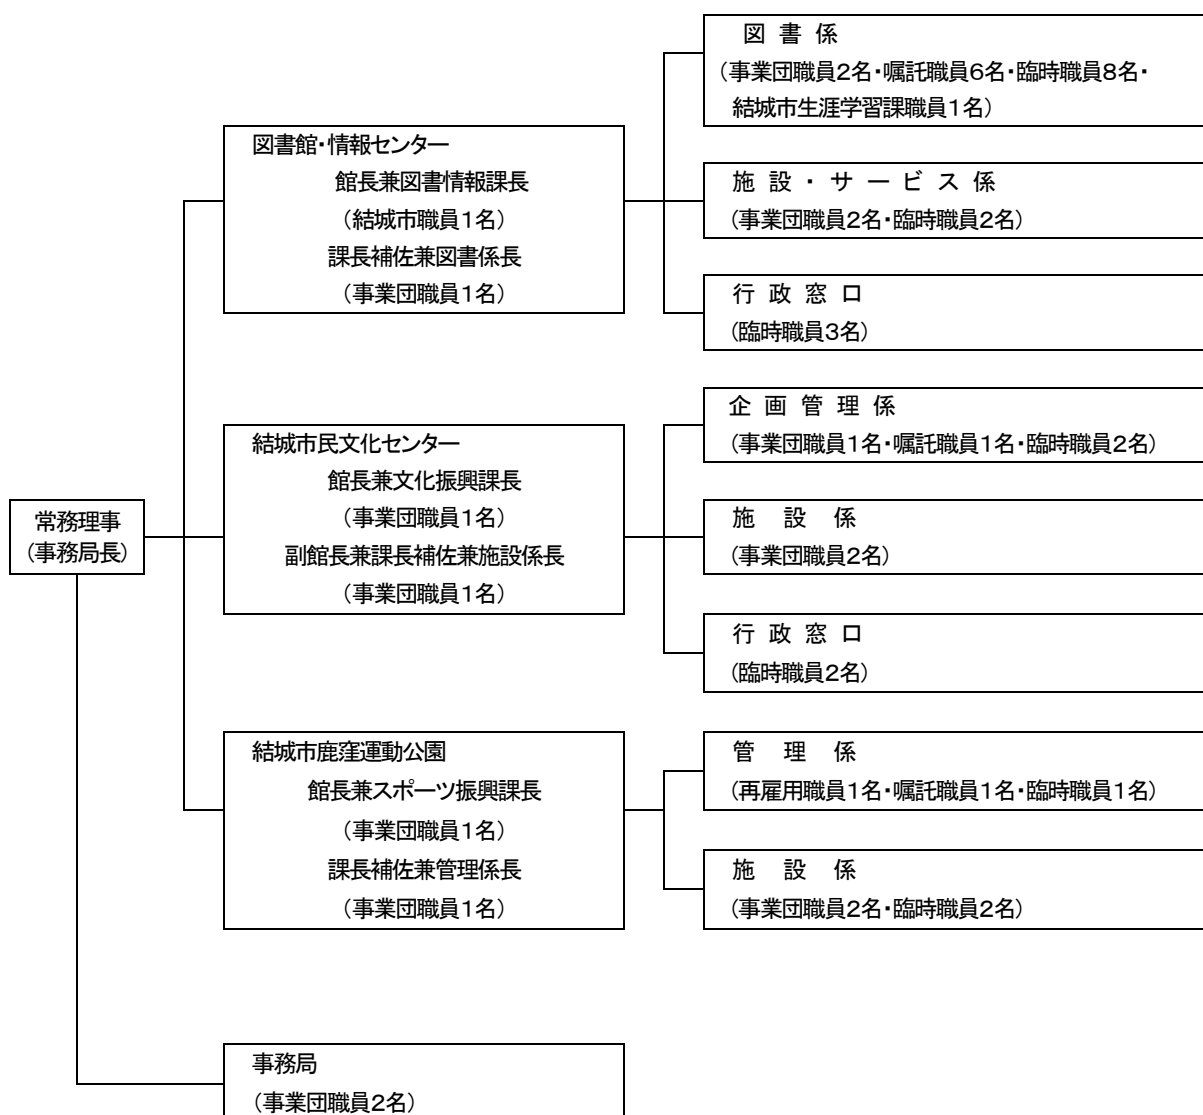 常務理事
(事務局長)
図書館・情報センター
館長兼図書情報課長
(結城市職員1名)
課長補佐兼図書係長
(事業団職員1名)
図 書 係
(事業団職員2名・嘱託職員6名・臨時職員8名・
結城市生涯学習課職員1名)
施 設 ・ サ ー ビ ス 係
(事業団職員2名・臨時職員2名)
行 政 窓 口
(臨時職員3名)
結城市民文化センター
館長兼文化振興課長
(事業団職員1名)
副館長兼課長補佐兼施設係長
(事業団職員1名)
企 画 管 理 係
(事業団職員1名・嘱託職員1名・臨時職員2名)
施 設 係
(事業団職員2名)
行 政 窓 口
(臨時職員2名)
結城市鹿窪運動公園
館長兼スポーツ振興課長
(事業団職員1名)
課長補佐兼管理係長
(事業団職員1名)
管 理 係
(再雇用職員1名・嘱託職員1名・臨時職員1名)
施 設 係
(事業団職員2名・臨時職員2名)
事務局
(事業団職員2名)